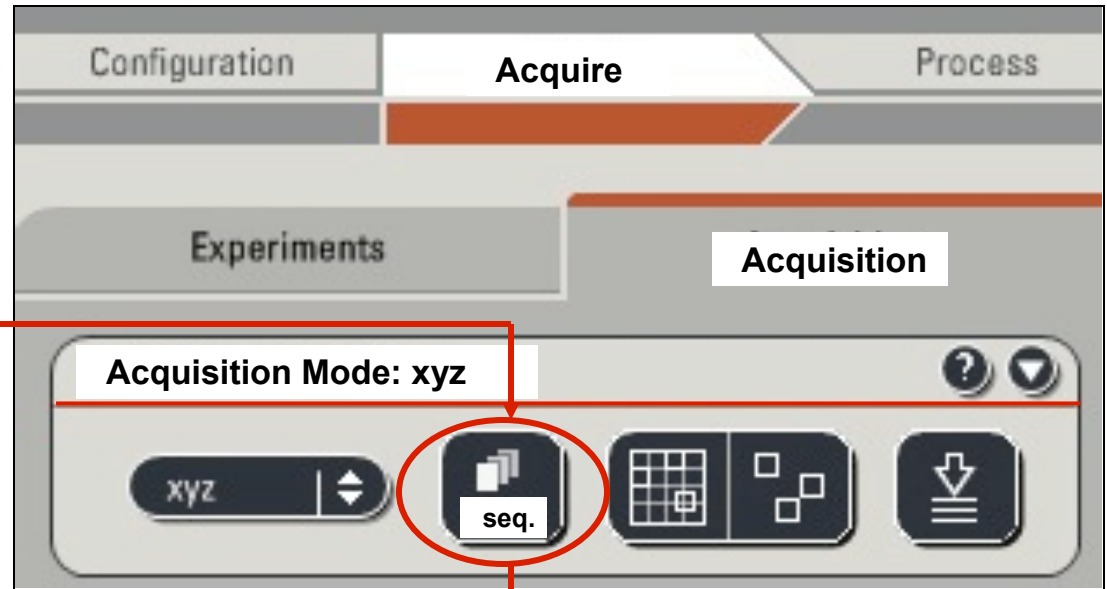 Configuration
Acquire
Process
Experiments
Acquisition
Acquisition Mode: xyz
?
xyz
seq.